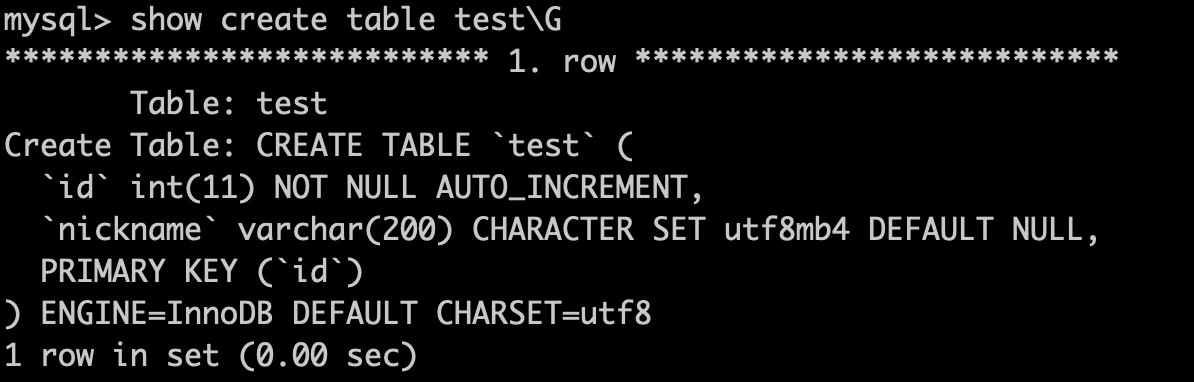 mysql> show create table test\G
*************************** 1. row ***************************
       Table: test
Create Table: CREATE TABLE `test` (
  `id` int(11) NOT NULL AUTO_INCREMENT,
  `nickname` varchar(200) CHARACTER SET utf8mb4 DEFAULT NULL,
  PRIMARY KEY (`id`)
) ENGINE=InnoDB DEFAULT CHARSET=utf8
1 row in set (0.00 sec)